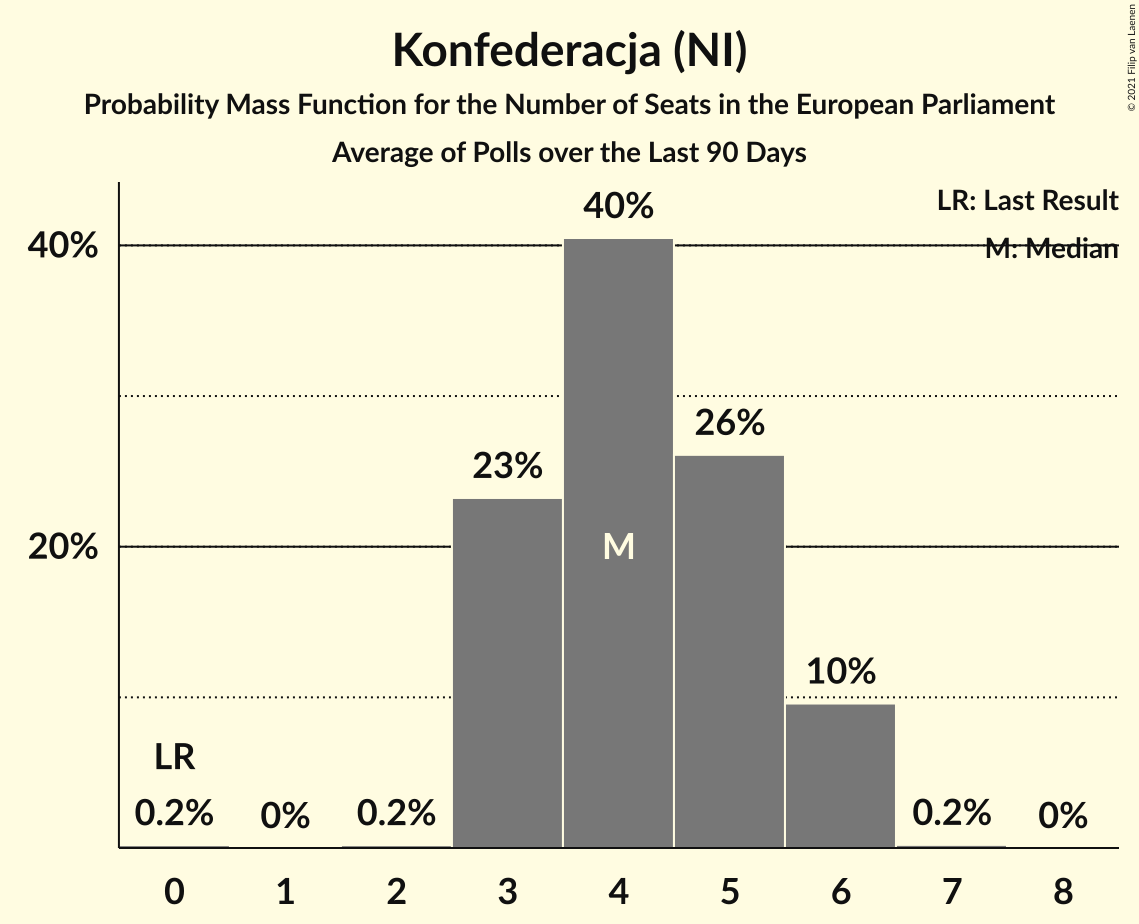 Konfederacja (NI)
Probability Mass Function for the Number of Seats in the European Parliament
Average of Polls over the Last 90 Days
© 2021 Filip van Laenen
LR: Last Result
M: Median
40%
20%
40%
26%
23%
M
10%
LR
0.2%
0%
0.2%
0.2%
0%
0 1 2 3 4 5 6 7 8